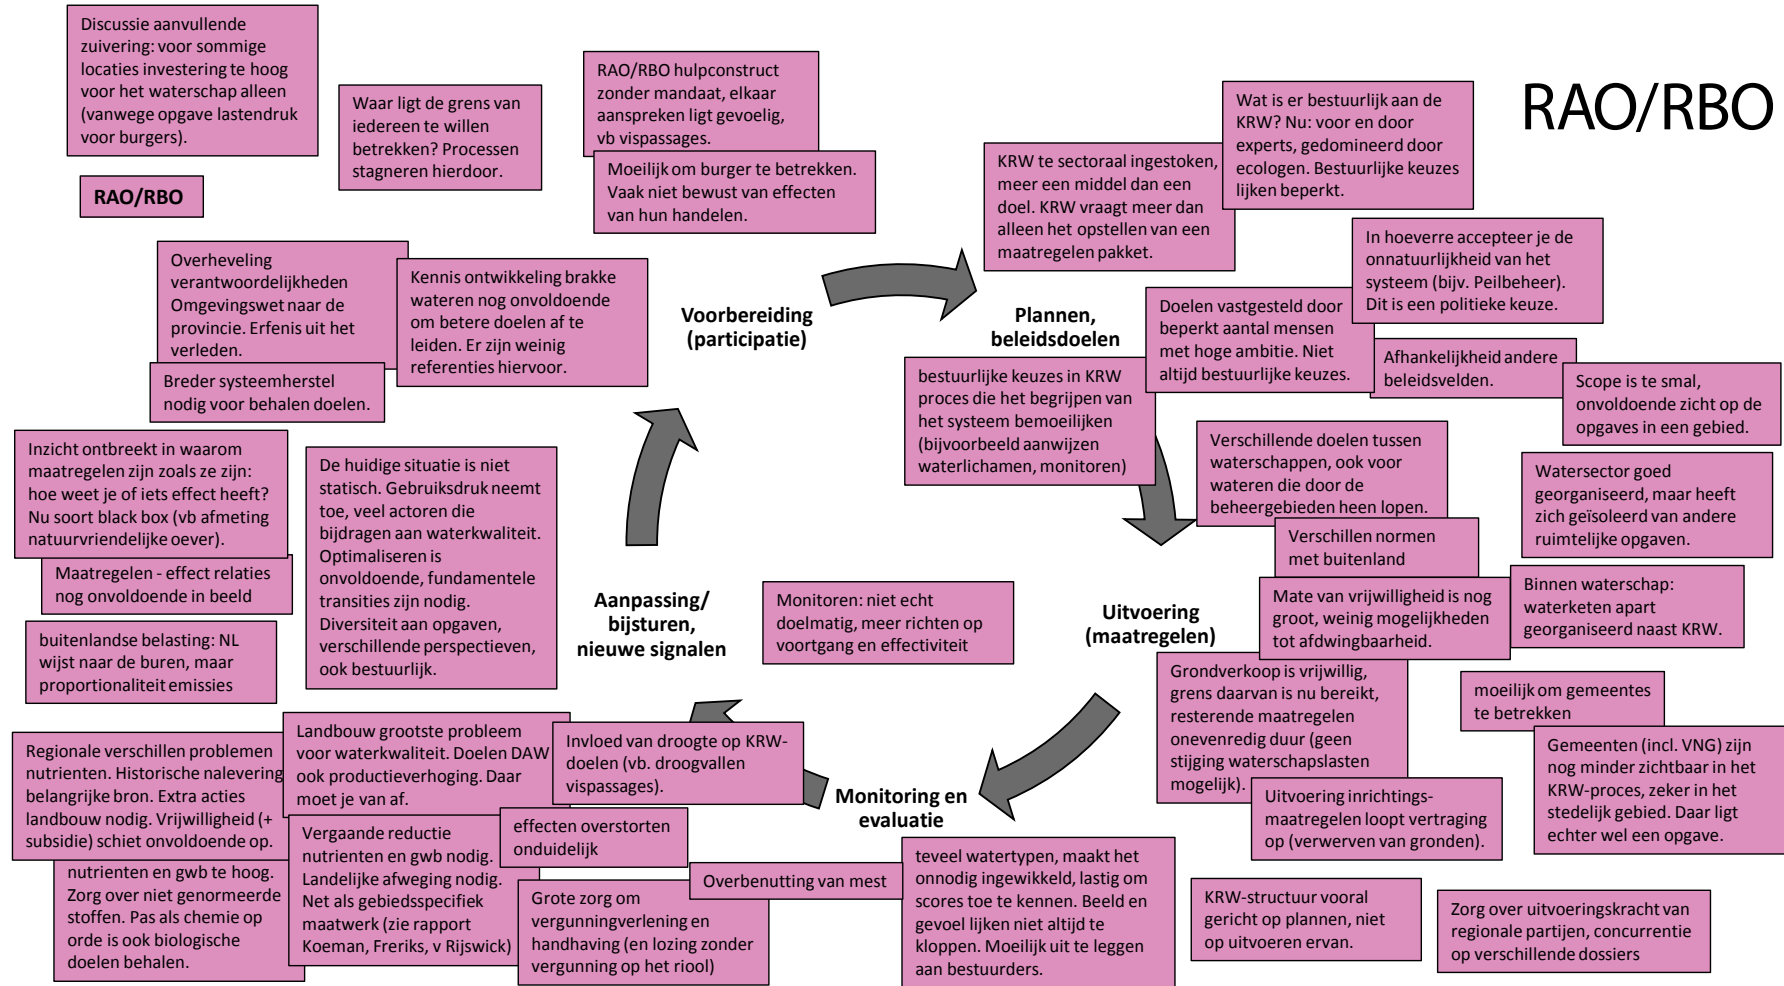 RAO/RBO
Discussie aanvullende
zuivering: voor sommige
locaties investering te hoog
voor het waterschap alleen
(vanwege opgave lastendruk
voor burgers).
RAO/RBO
Waar ligt de grens van
iedereen te willen
betrekken? Processen
stagneren hierdoor.
RAO/RBO hulpconstruct
zonder mandaat, elkaar
aanspreken ligt gevoelig,
vb vispassages.
Moeilijk om burger te betrekken.
Vaak niet bewust van effecten
van hun handelen.
KRW te sectoraal ingestoken,
meer een middel dan een
doel. KRW vraagt meer dan
alleen het opstellen van een
maatregelen pakket.
Wat is er bestuurlijk aan de
KRW? Nu: voor en door
experts, gedomineerd door
ecologen. Bestuurlijke keuzes
lijken beperkt.
In hoeverre accepteer je de
onnatuurlijkheid van het
systeem (bijv. Peilbeheer).
Dit is een politieke keuze.
Overheveling
verantwoordelijkheden
Omgevingswet naar de
provincie. Erfenis uit het
verleden.
Breder systeemherstel
nodig voor behalen doelen.
Kennis ontwikkeling brakke
wateren nog onvoldoende
om betere doelen af te
leiden. Er zijn weinig
referenties hiervoor.
Voorbereiding
(participatie)
Plannen,
beleidsdoelen
Doelen vastgesteld door
beperkt aantal mensen
met hoge ambitie. Niet
altijd bestuurlijke keuzes.
Afhankelijkheid andere
beleidsvelden.
Scope is te smal,
onvoldoende zicht op de
opgaves in een gebied.
bestuurlijke keuzes in KRW
proces die het begrijpen van
het systeem bemoeilijken
(bijvoorbeeld aanwijzen
waterlichamen, monitoren)
Verschillende doelen tussen
waterschappen, ook voor
wateren die door de
beheergebieden heen lopen.
Watersector goed
georganiseerd, maar heeft
zich geïsoleerd van andere
ruimtelijke opgaven.
Verschillen normen
met buitenland
Inzicht ontbreekt in waarom
maatregelen zijn zoals ze zijn:
hoe weet je of iets effect heeft?
Nu soort black box (vb afmeting
natuurvriendelijke oever).
Maatregelen - effect relaties
nog onvoldoende in beeld
buitenlandse belasting: NL
wijst naar de buren, maar
proportionaliteit emissies
De huidige situatie is niet
statisch. Gebruiksdruk neemt
toe, veel actoren die
bijdragen aan waterkwaliteit.
Optimaliseren is
onvoldoende, fundamentele
transities zijn nodig.
Diversiteit aan opgaven,
verschillende perspectieven,
ook bestuurlijk.
Aanpassing/
bijsturen,
nieuwe signalen
Monitoren: niet echt
doelmatig, meer richten op
voortgang en effectiviteit
Uitvoering
(maatregelen)
Mate van vrijwilligheid is nog
groot, weinig mogelijkheden
tot afdwingbaarheid.
Binnen waterschap:
waterketen apart
georganiseerd naast KRW.
Grondverkoop is vrijwillig,
grens daarvan is nu bereikt,
resterende maatregelen
onevenredig duur (geen
stijging waterschapslasten
mogelijk).
moeilijk om gemeentes
te betrekken
Gemeenten (incl. VNG) zijn
nog minder zichtbaar in het
KRW-proces, zeker in het
stedelijk gebied. Daar ligt
echter wel een opgave.
Uitvoering inrichtings-
maatregelen loopt vertraging
op (verwerven van gronden).
Regionale verschillen problemen
nutrienten. Historische nalevering
belangrijke bron. Extra acties
landbouw nodig. Vrijwilligheid (+
subsidie) schiet onvoldoende op.
nutrienten en gwb te hoog.
Zorg over niet genormeerde
stoffen. Pas als chemie op
orde is ook biologische
doelen behalen.
Landbouw grootste probleem
voor waterkwaliteit. Doelen DAW
ook productieverhoging. Daar
moet je van af.
Vergaande reductie
nutrienten en gwb nodig.
Landelijke afweging nodig.
Net als gebiedsspecifiek
maatwerk (zie rapport
Koeman, Freriks, v Rijswick)
Invloed van droogte op KRW-
doelen (vb. droogvallen
vispassages).
effecten overstorten
onduidelijk
Monitoring en
evaluatie
Grote zorg om
vergunningverlening en
handhaving (en lozing zonder
vergunning op het riool)
Overbenutting van mest
teveel watertypen, maakt het
onnodig ingewikkeld, lastig om
scores toe te kennen. Beeld en
gevoel lijken niet altijd te
kloppen. Moeilijk uit te leggen
aan bestuurders.
KRW-structuur vooral
gericht op plannen, niet
op uitvoeren ervan.
Zorg over uitvoeringskracht van
regionale partijen, concurrentie
op verschillende dossiers